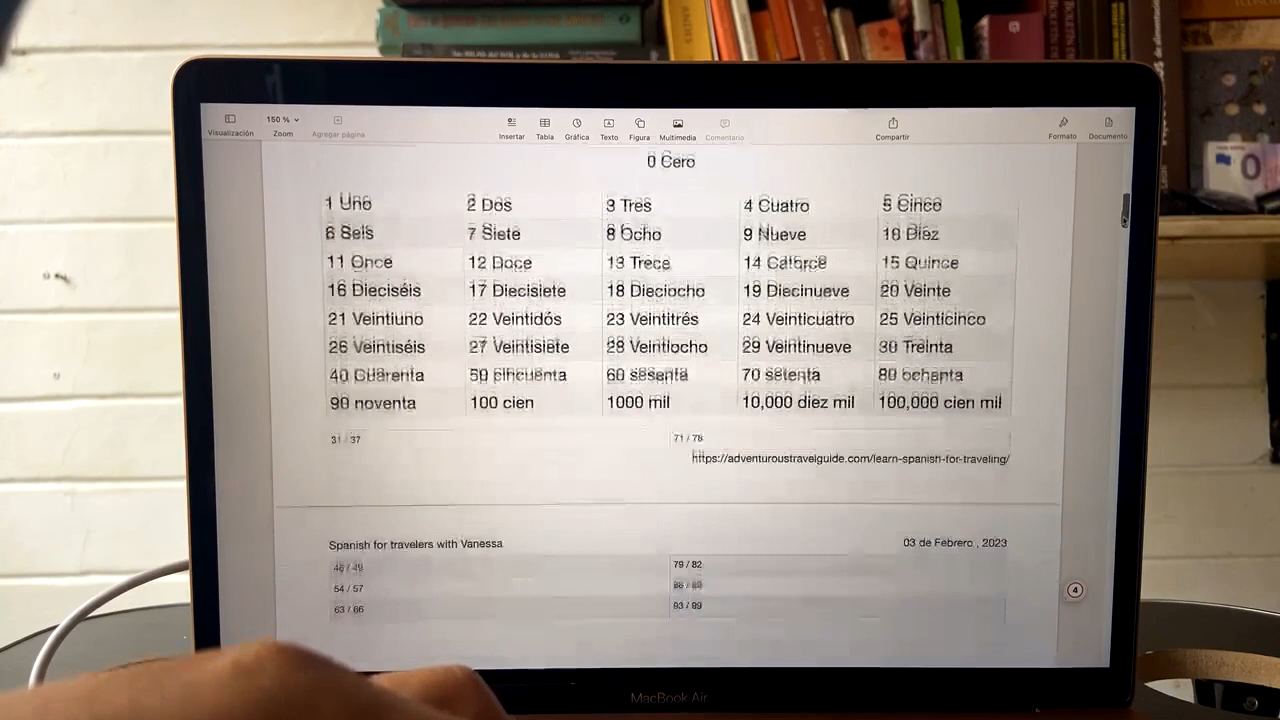 150 %
Visualización Zoom Agregar página Insertar Tabla Gráfica Texto Figura Multimedia Comentario Compartir Formato Documento
0 Cero
1 Uno 2 Dos 3 Tres 4 Cuatro 5 Cinco
6 Seis 7 Siete 8 Ocho 9 Nueve 10 Diez
11 Once 12 Doce 13 Trece 14 Catorce 15 Quince
16 Dieciséis 17 Diecisiete 18 Dieciocho 19 Diecinueve 20 Veinte
21 Veintiuno 22 Veintidós 23 Veintitrés 24 Veinticuatro 25 Veinticinco
26 Veintiséis 27 Veintisiete 28 Veintiocho 29 Veintinueve 30 Treinta
40 Cuarenta 50 cincuenta 60 sesenta 70 setenta 80 ochenta
90 noventa 100 cien 1000 mil 10,000 diez mil 100,000 cien mil
31 / 37 71 / 78
https://adventuroustravelguide.com/learn-spanish-for-traveling/
Spanish for travelers with Vanessa 03 de Febrero , 2023
46 / 49 79 / 82
54 / 57
63 / 66 93 / 99
4
MacBook Air